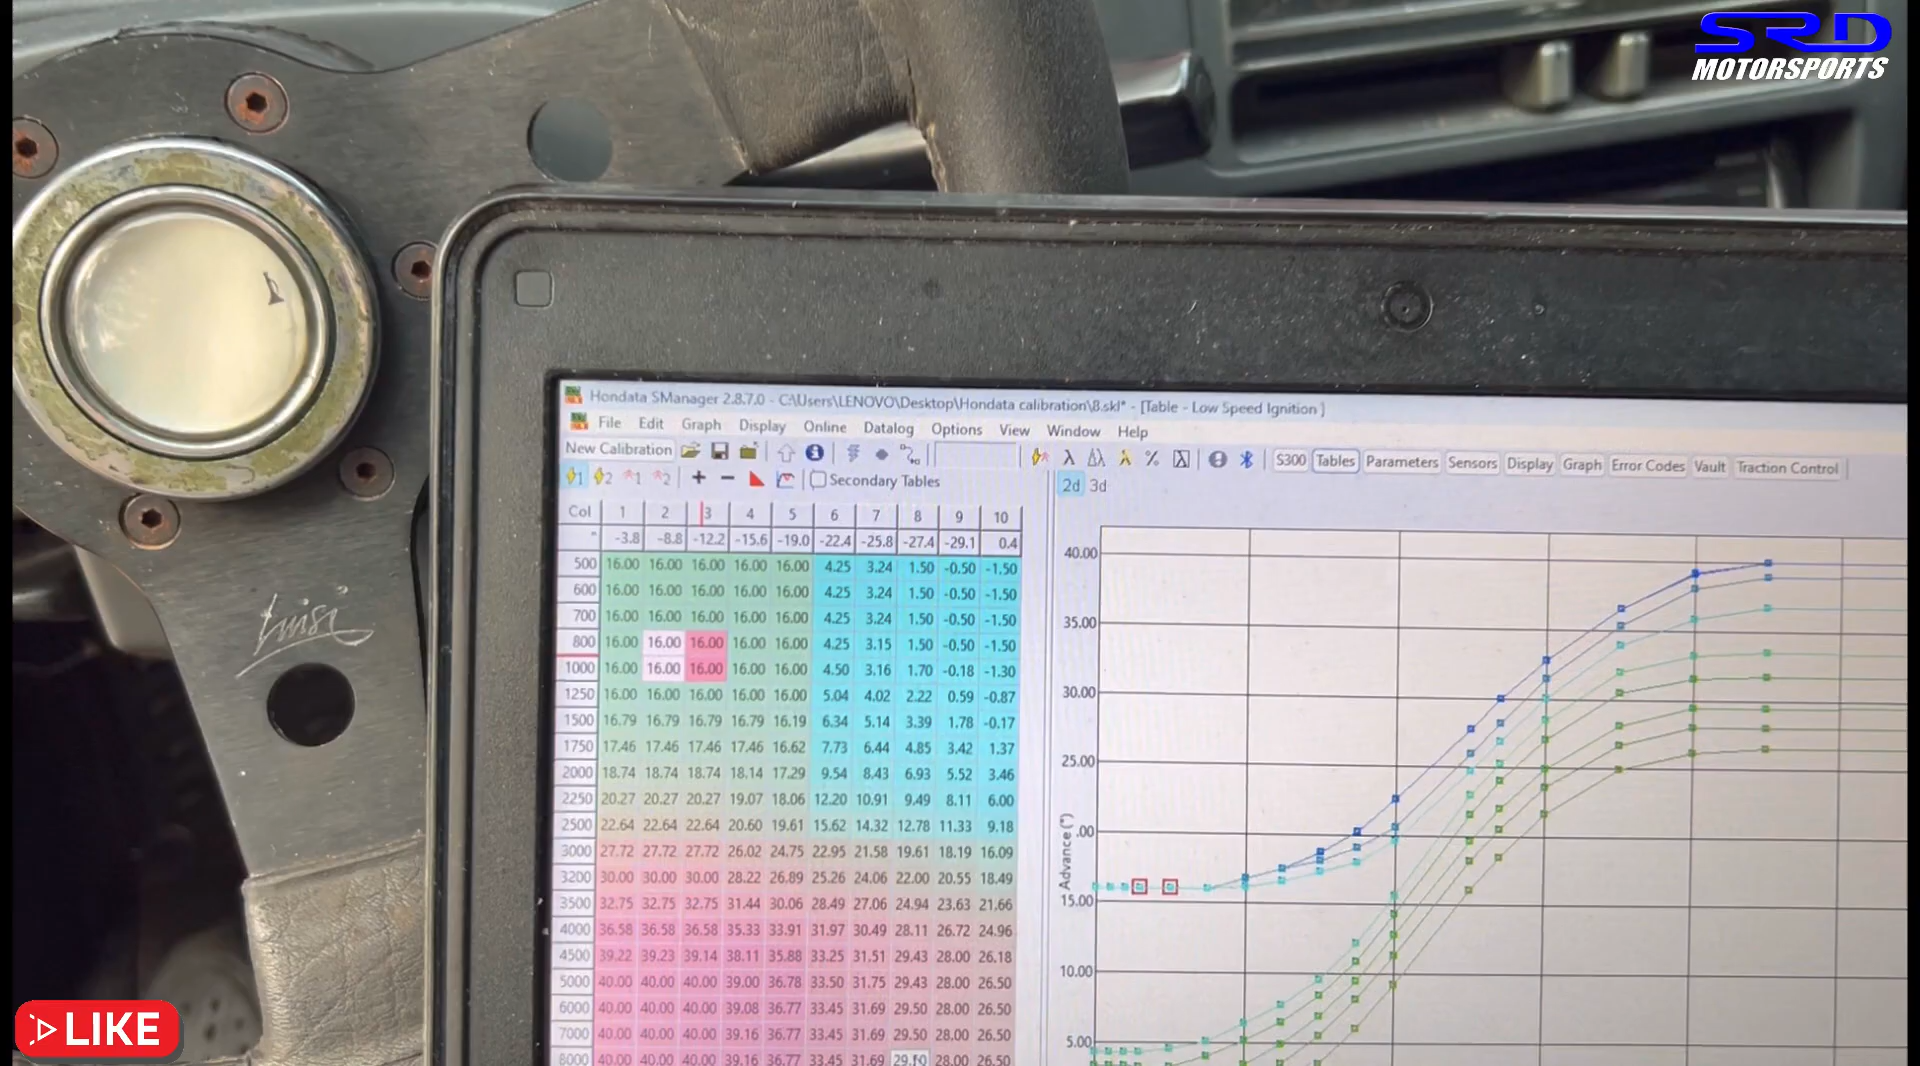 SRD
MOTORSPORTS
Luisi
Hondata SManager 2.8.7.0 - C:\Users\LENOVO\Desktop\Hondata calibration\8.skl* - [Table - Low Speed Ignition ]
File Edit Graph Display Online Datalog Options View Window Help
New Calibration S300 Tables Parameters Sensors Display Graph Error Codes Vault Traction Control
1 2 1 2 + - Secondary Tables 2d 3d
Col 1 2 3 4 5 6 7 8 9 10
" -3.8 -8.8 -12.2 -15.6 -19.0 -22.4 -25.8 -27.4 -29.1 0.4
500 16.00 16.00 16.00 16.00 16.00 4.25 3.24 1.50 -0.50 -1.50
600 16.00 16.00 16.00 16.00 16.00 4.25 3.24 1.50 -0.50 -1.50
700 16.00 16.00 16.00 16.00 16.00 4.25 3.24 1.50 -0.50 -1.50
800 16.00 16.00 16.00 16.00 16.00 4.25 3.15 1.50 -0.50 -1.50
1000 16.00 16.00 16.00 16.00 16.00 4.50 3.16 1.70 -0.18 -1.30
1250 16.00 16.00 16.00 16.00 16.00 5.04 4.02 2.22 0.59 -0.87
1500 16.79 16.79 16.79 16.79 16.19 6.34 5.14 3.39 1.78 -0.17
1750 17.46 17.46 17.46 17.46 16.62 7.73 6.44 4.85 3.42 1.37
2000 18.74 18.74 18.74 18.14 17.29 9.54 8.43 6.93 5.52 3.46
2250 20.27 20.27 20.27 19.07 18.06 12.20 10.91 9.49 8.11 6.00
2500 22.64 22.64 22.64 20.60 19.61 15.62 14.32 12.78 11.33 9.18
3000 27.72 27.72 27.72 26.02 24.75 22.95 21.58 19.61 18.19 16.09
3200 30.00 30.00 30.00 28.22 26.89 25.26 24.06 22.00 20.55 18.49
3500 32.75 32.75 32.75 31.44 30.06 28.49 27.06 24.94 23.63 21.66
4000 36.58 36.58 36.58 35.33 33.91 31.97 30.49 28.11 26.72 24.96
4500 39.22 39.23 39.14 38.11 35.88 33.25 31.51 29.43 28.00 26.18
5000 40.00 40.00 40.00 39.00 36.78 33.50 31.75 29.43 28.00 26.50
6000 40.00 40.00 40.00 39.08 36.77 33.45 31.69 29.50 28.00 26.50
7000 40.00 40.00 40.00 39.16 36.77 33.45 31.69 29.50 28.00 26.50
8000 40.00 40.00 40.00 39.16 36.77 33.45 31.69 28.00 26.50
40.00
35.00
30.00
25.00
.00
15.00
10.00
5.00
Advance (°)
LIKE